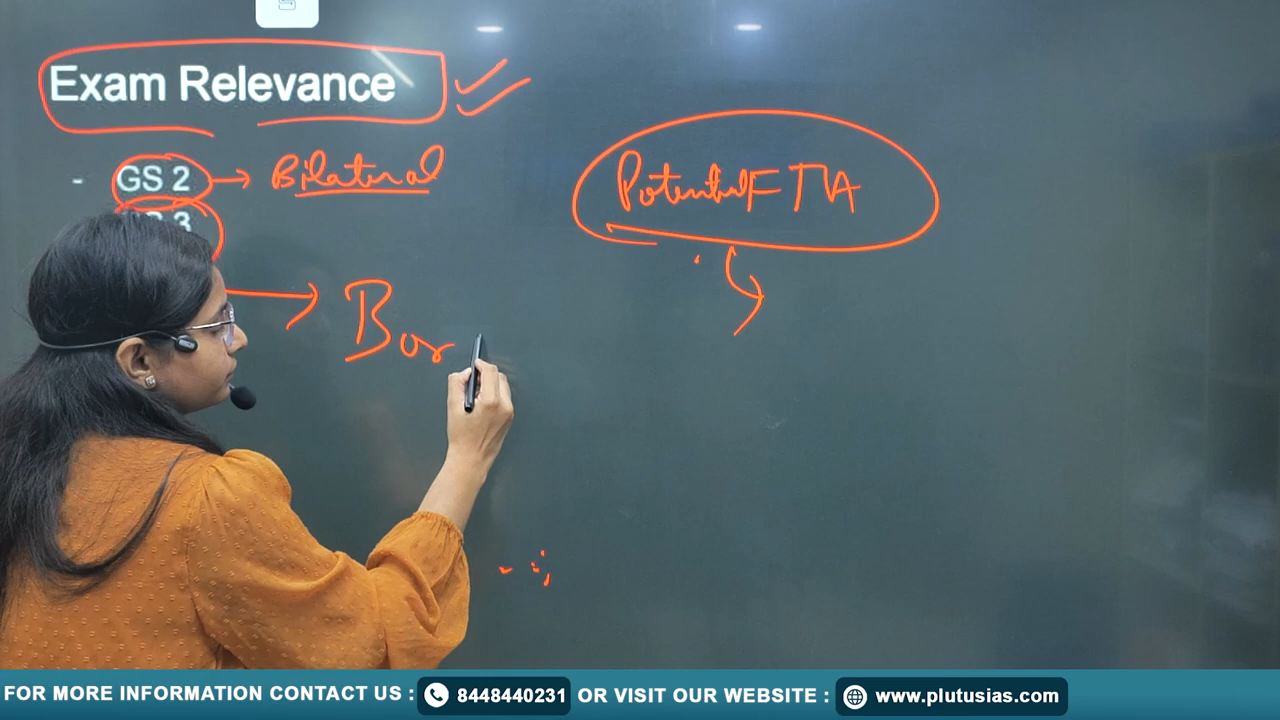 Exam Relevance
- GS 2 → Bilateral
Potential FTA
3
→ Bor
FOR MORE INFORMATION CONTACT US : 8448440231 OR VISIT OUR WEBSITE : www.plutusias.com